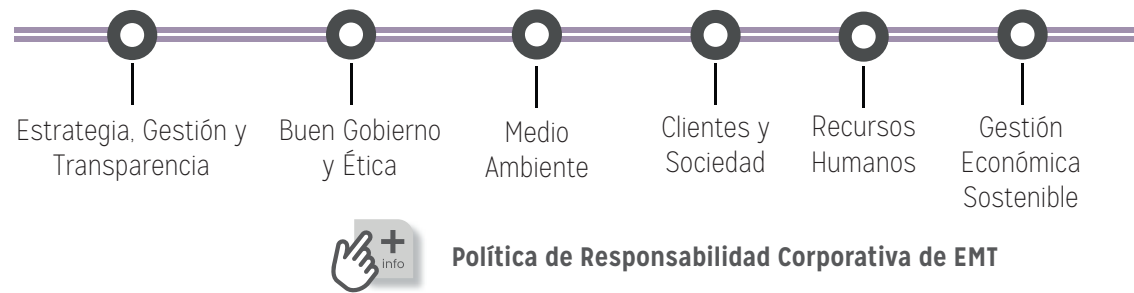 Estrategia, Gestión y
Transparencia
Buen Gobierno
y Ética
Medio
Ambiente
Clientes y
Sociedad
Recursos
Humanos
Gestión
Económica
Sostenible
+
info
Política de Responsabilidad Corporativa de EMT